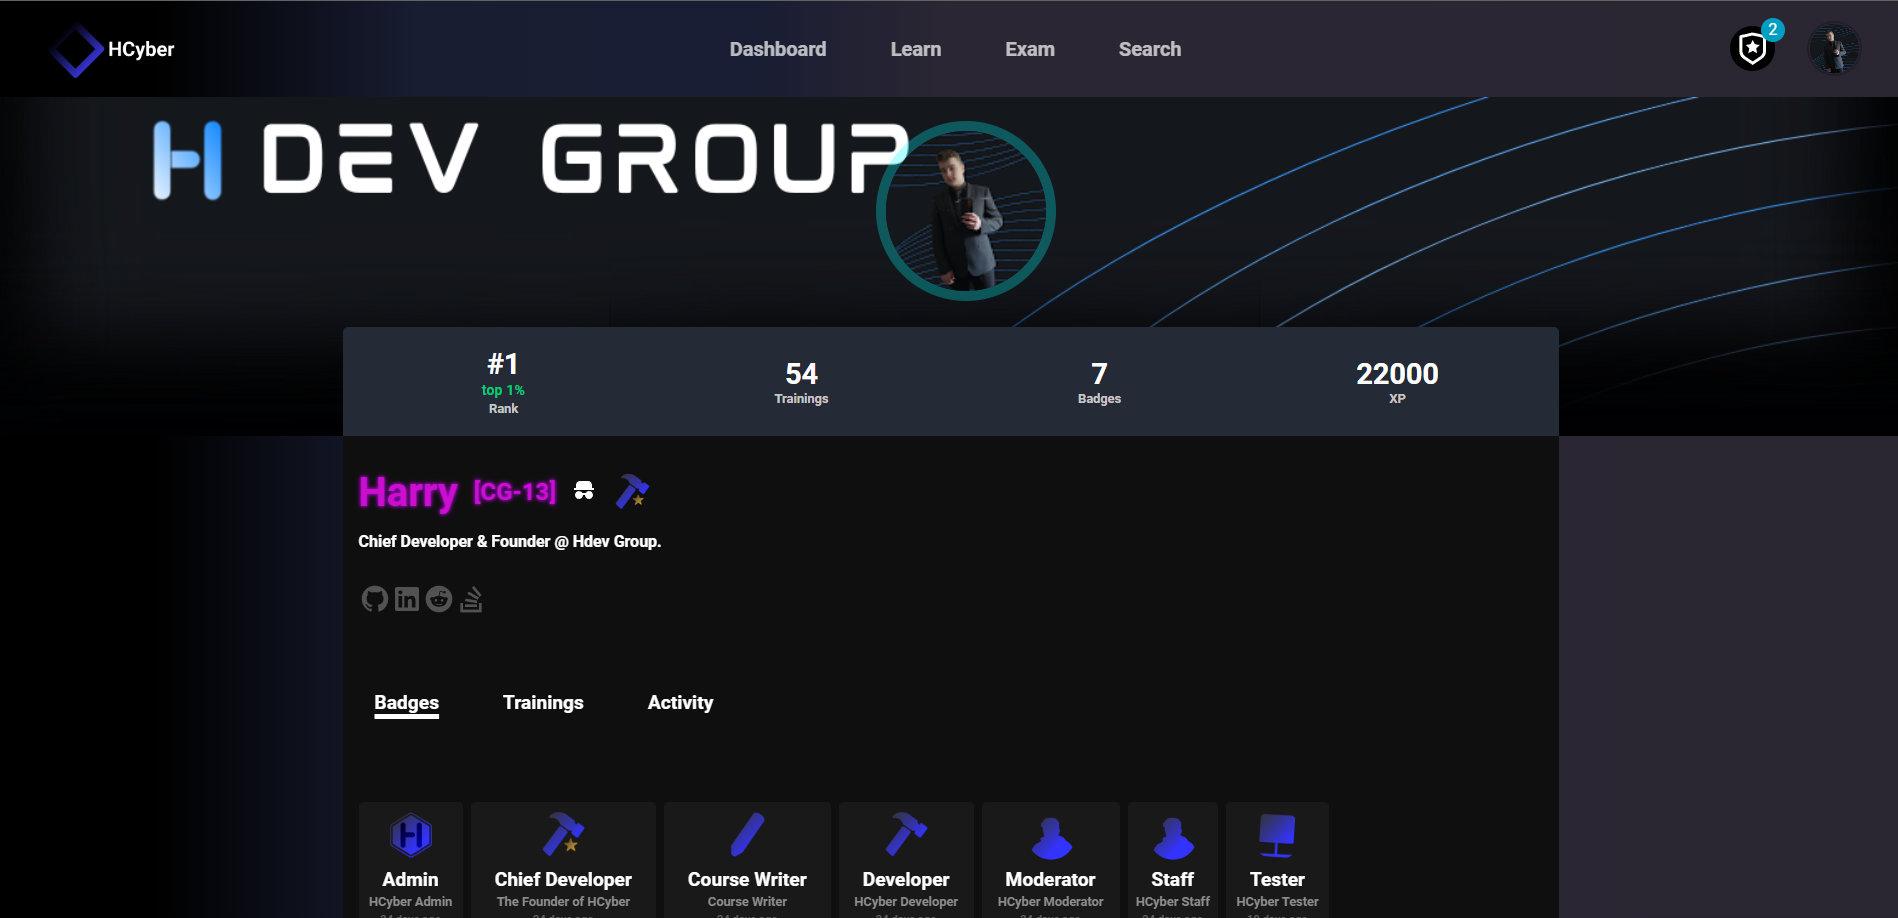 HCyber
Dashboard
Learn
Exam
Search
2
H DEV GROUP
#1
top 1%
Rank
54
Trainings
7
Badges
22000
XP
Harry [CG-13]
Chief Developer & Founder @ Hdev Group.
in
Badges
Trainings
Activity
H
Admin
HCyber Admin
Chief Developer
The Founder of HCyber
Course Writer
Course Writer
Developer
HCyber Developer
Moderator
HCyber Moderator
Staff
HCyber Staff
Tester
HCyber Tester